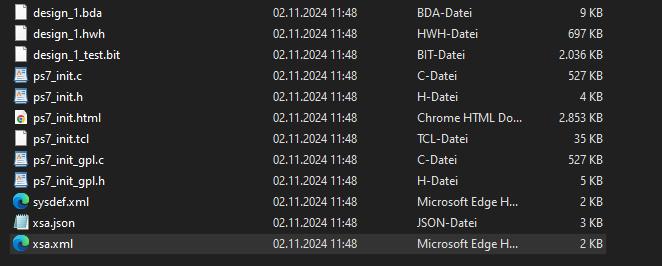 design_1.bda 02.11.2024 11:48 BDA-Datei 9 KB
design_1.hwh 02.11.2024 11:48 HWH-Datei 697 KB
design_1_test.bit 02.11.2024 11:48 BIT-Datei 2.036 KB
ps7_init.c 02.11.2024 11:48 C-Datei 527 KB
ps7_init.h 02.11.2024 11:48 H-Datei 4 KB
ps7_init.html 02.11.2024 11:48 Chrome HTML Do... 2.853 KB
ps7_init.tcl 02.11.2024 11:48 TCL-Datei 35 KB
ps7_init_gpl.c 02.11.2024 11:48 C-Datei 527 KB
ps7_init_gpl.h 02.11.2024 11:48 H-Datei 5 KB
sysdef.xml 02.11.2024 11:48 Microsoft Edge H... 2 KB
xsa.json 02.11.2024 11:48 JSON-Datei 3 KB
xsa.xml 02.11.2024 11:48 Microsoft Edge H... 2 KB